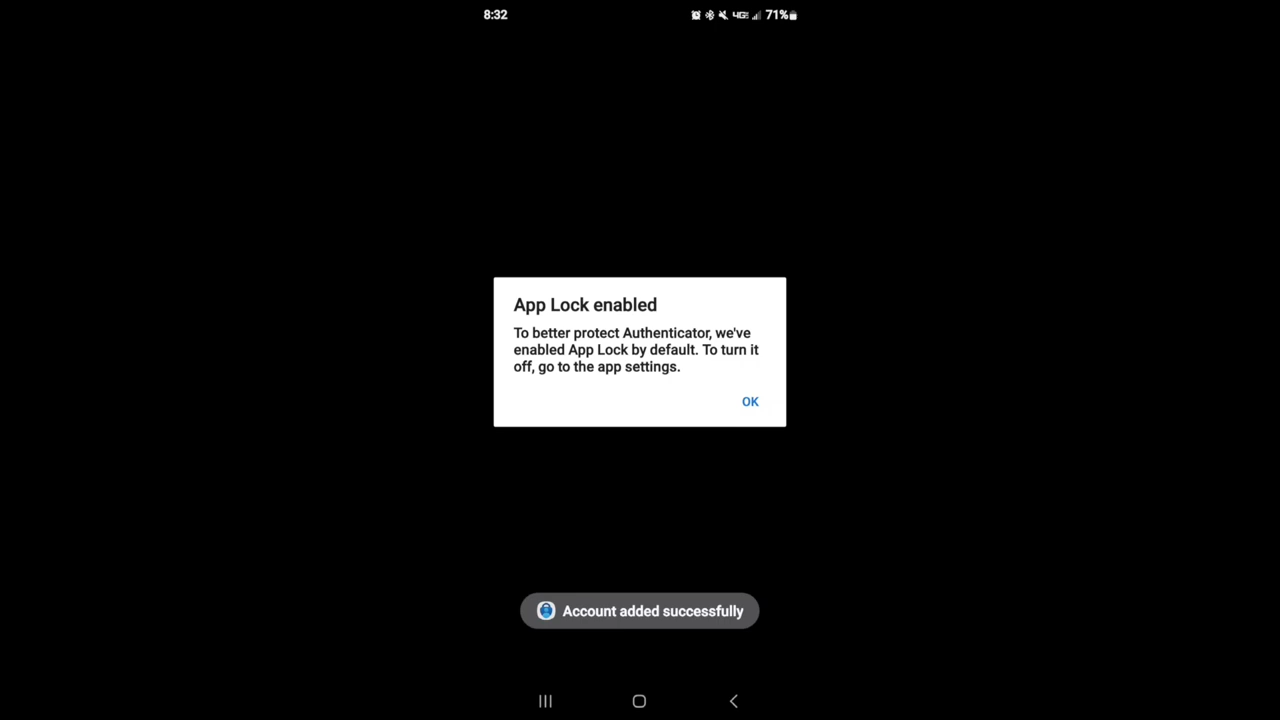 8:32
4GE 71%
App Lock enabled
To better protect Authenticator, we've
enabled App Lock by default. To turn it
off, go to the app settings.
OK
Account added successfully